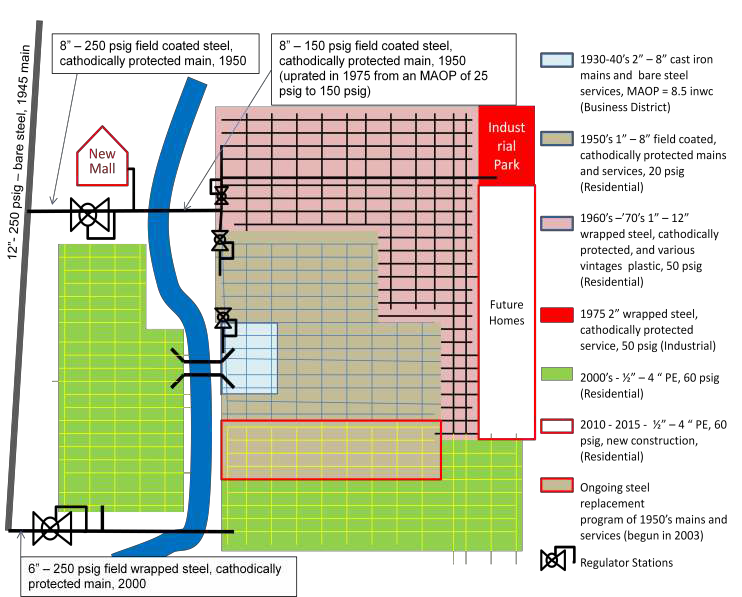 8” – 250 psig field coated steel,
cathodically protected main, 1950
8” – 150 psig field coated steel,
cathodically protected main, 1950
(uprated in 1975 from an MAOP of 25
psig to 150 psig)
12”- 250 psig – bare steel, 1945 main
New
Mall
Indust
rial
Park
Future
Homes
6” – 250 psig field wrapped steel, cathodically
protected main, 2000
1930-40’s 2” – 8” cast iron
mains and bare steel
services, MAOP = 8.5 inwc
(Business District)
1950’s 1” – 8” field coated,
cathodically protected mains
and services, 20 psig
(Residential)
1960’s –’70’s 1” – 12”
wrapped steel, cathodically
protected, and various
vintages plastic, 50 psig
(Residential)
1975 2” wrapped steel,
cathodically protected
service, 50 psig (Industrial)
2000’s - ½” – 4 “ PE, 60 psig
(Residential)
2010 - 2015 - ½” – 4 “ PE, 60
psig, new construction,
(Residential)
Ongoing steel
replacement
program of 1950’s mains and
services (begun in 2003)
Regulator Stations